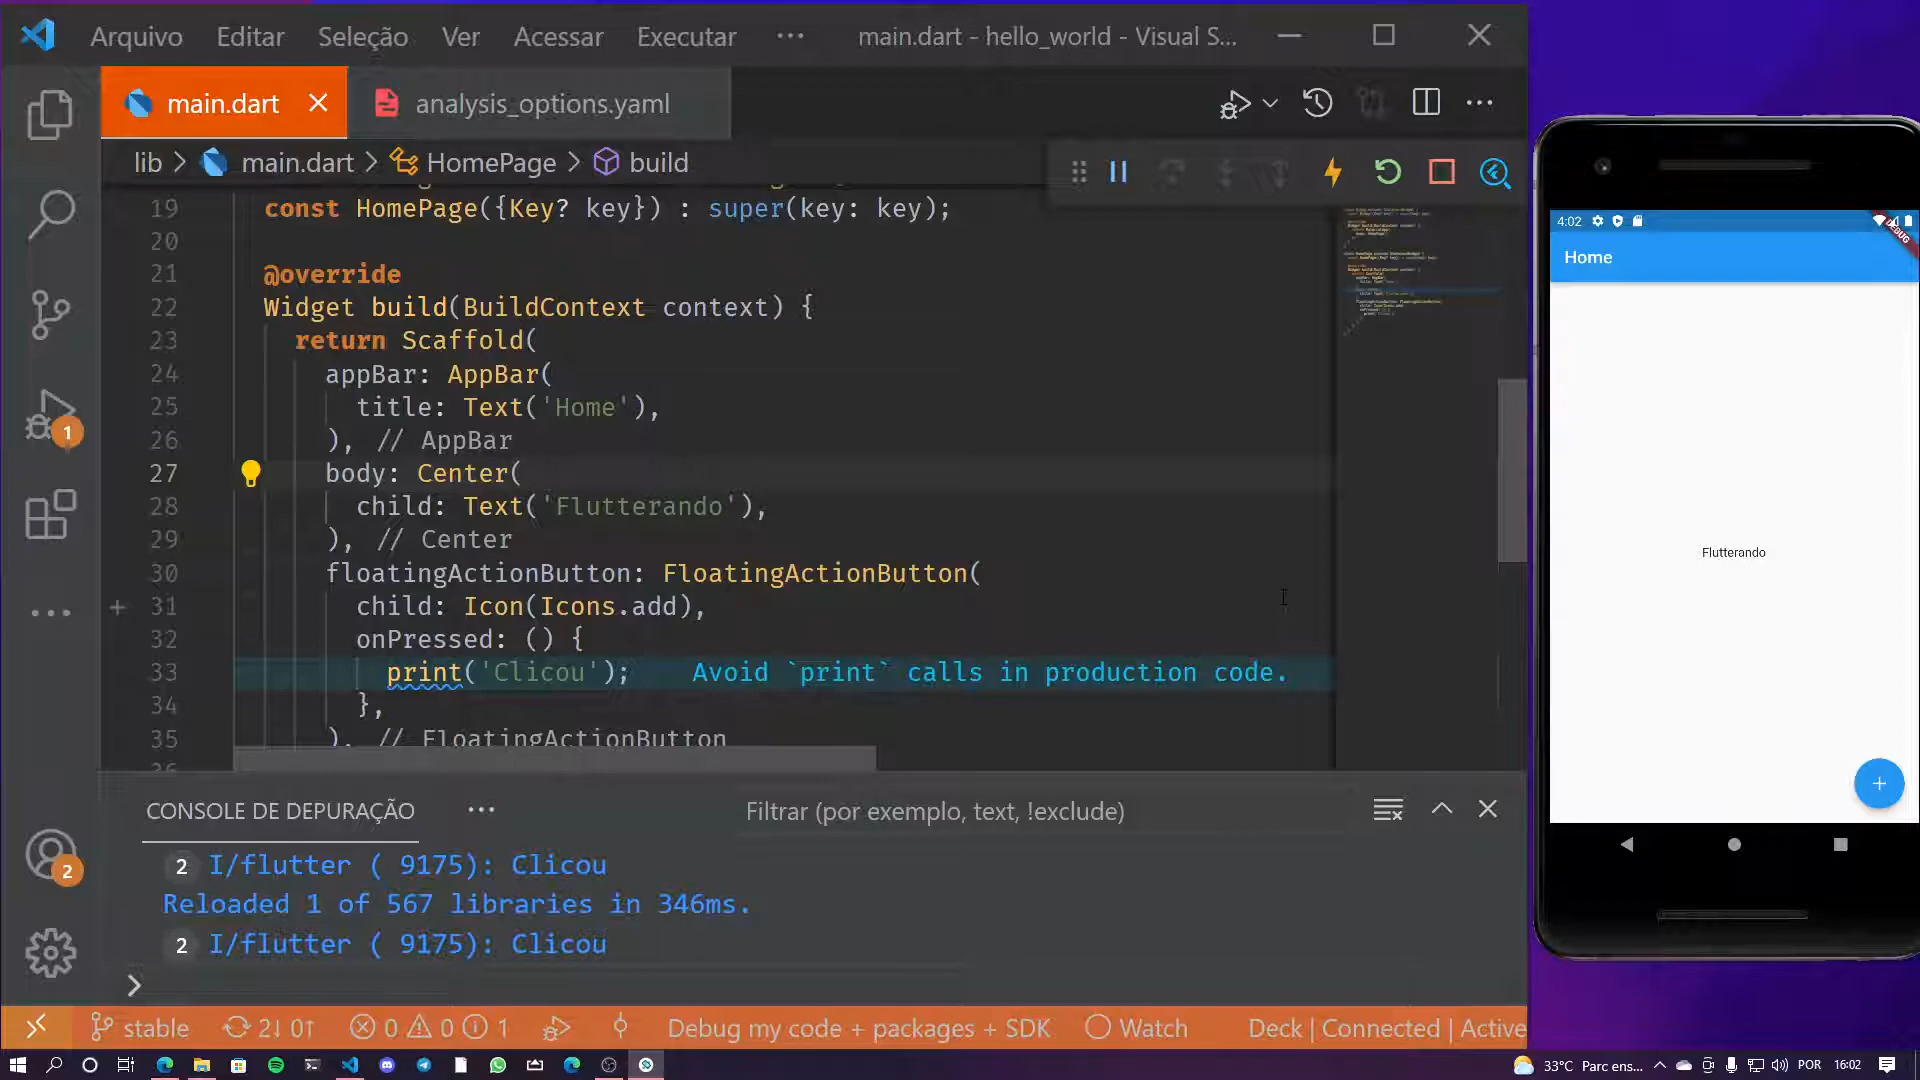 Arquivo Editar Seleção Ver Acessar Executar ··· main.dart - hello_world - Visual S...
main.dart analysis_options.yaml
lib > main.dart > HomePage > build
19 const HomePage({Key? key}) : super(key: key);
20
21 @override
22 Widget build(BuildContext context) {
23 return Scaffold(
24 appBar: AppBar(
25 title: Text('Home'),
26 ), // AppBar
27 body: Center(
28 child: Text('Flutterando'),
29 ), // Center
30 floatingActionButton: FloatingActionButton(
31 child: Icon(Icons.add),
32 onPressed: () {
33 print('Clicou'); Avoid `print` calls in production code.
34 },
35 ), // FloatingActionButton
36
1
2
CONSOLE DE DEPURAÇÃO ··· Filtrar (por exemplo, text, !exclude)
2 I/flutter ( 9175): Clicou
Reloaded 1 of 567 libraries in 346ms.
2 I/flutter ( 9175): Clicou
>
stable 2↓ 0↑ 0 0 1 Debug my code + packages + SDK Watch Deck | Connected | Active
4:02
DEBUG
Home
Flutterando
+
33°C Parc ens... POR 16:02